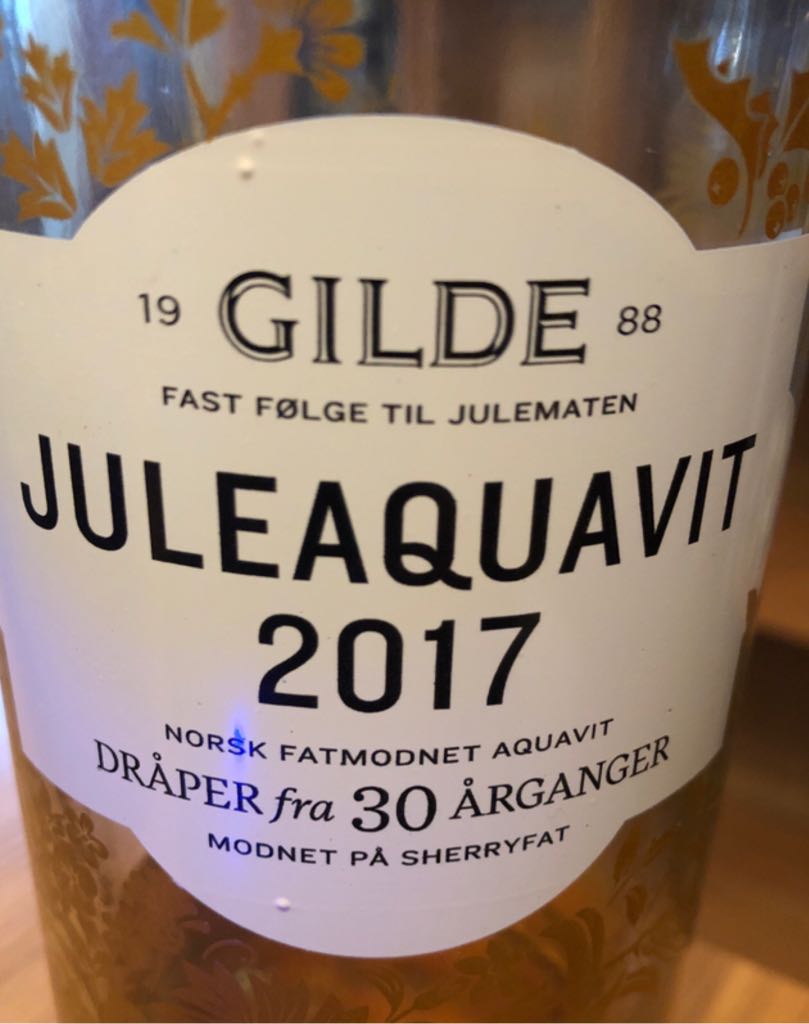 19 GILDE 88
FAST FØLGE TIL JULEMATEN
JULEAQUAVIT
2017
NORSK FATMODNET AQUAVIT
DRÅPER fra 30 ÅRGANGER
MODNET PÅ SHERRYFAT